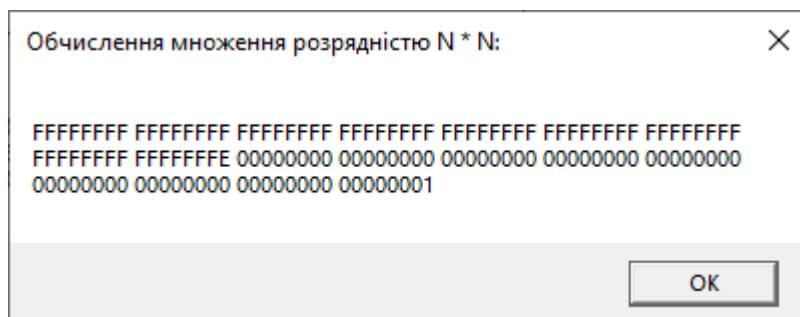 Обчислення множення розрядністю N * N:
FFFFFFFF FFFFFFFF FFFFFFFF FFFFFFFF FFFFFFFF FFFFFFFF FFFFFFFF
FFFFFFFF FFFFFFFE 00000000 00000000 00000000 00000000 00000000
00000000 00000000 00000000 00000001
OK